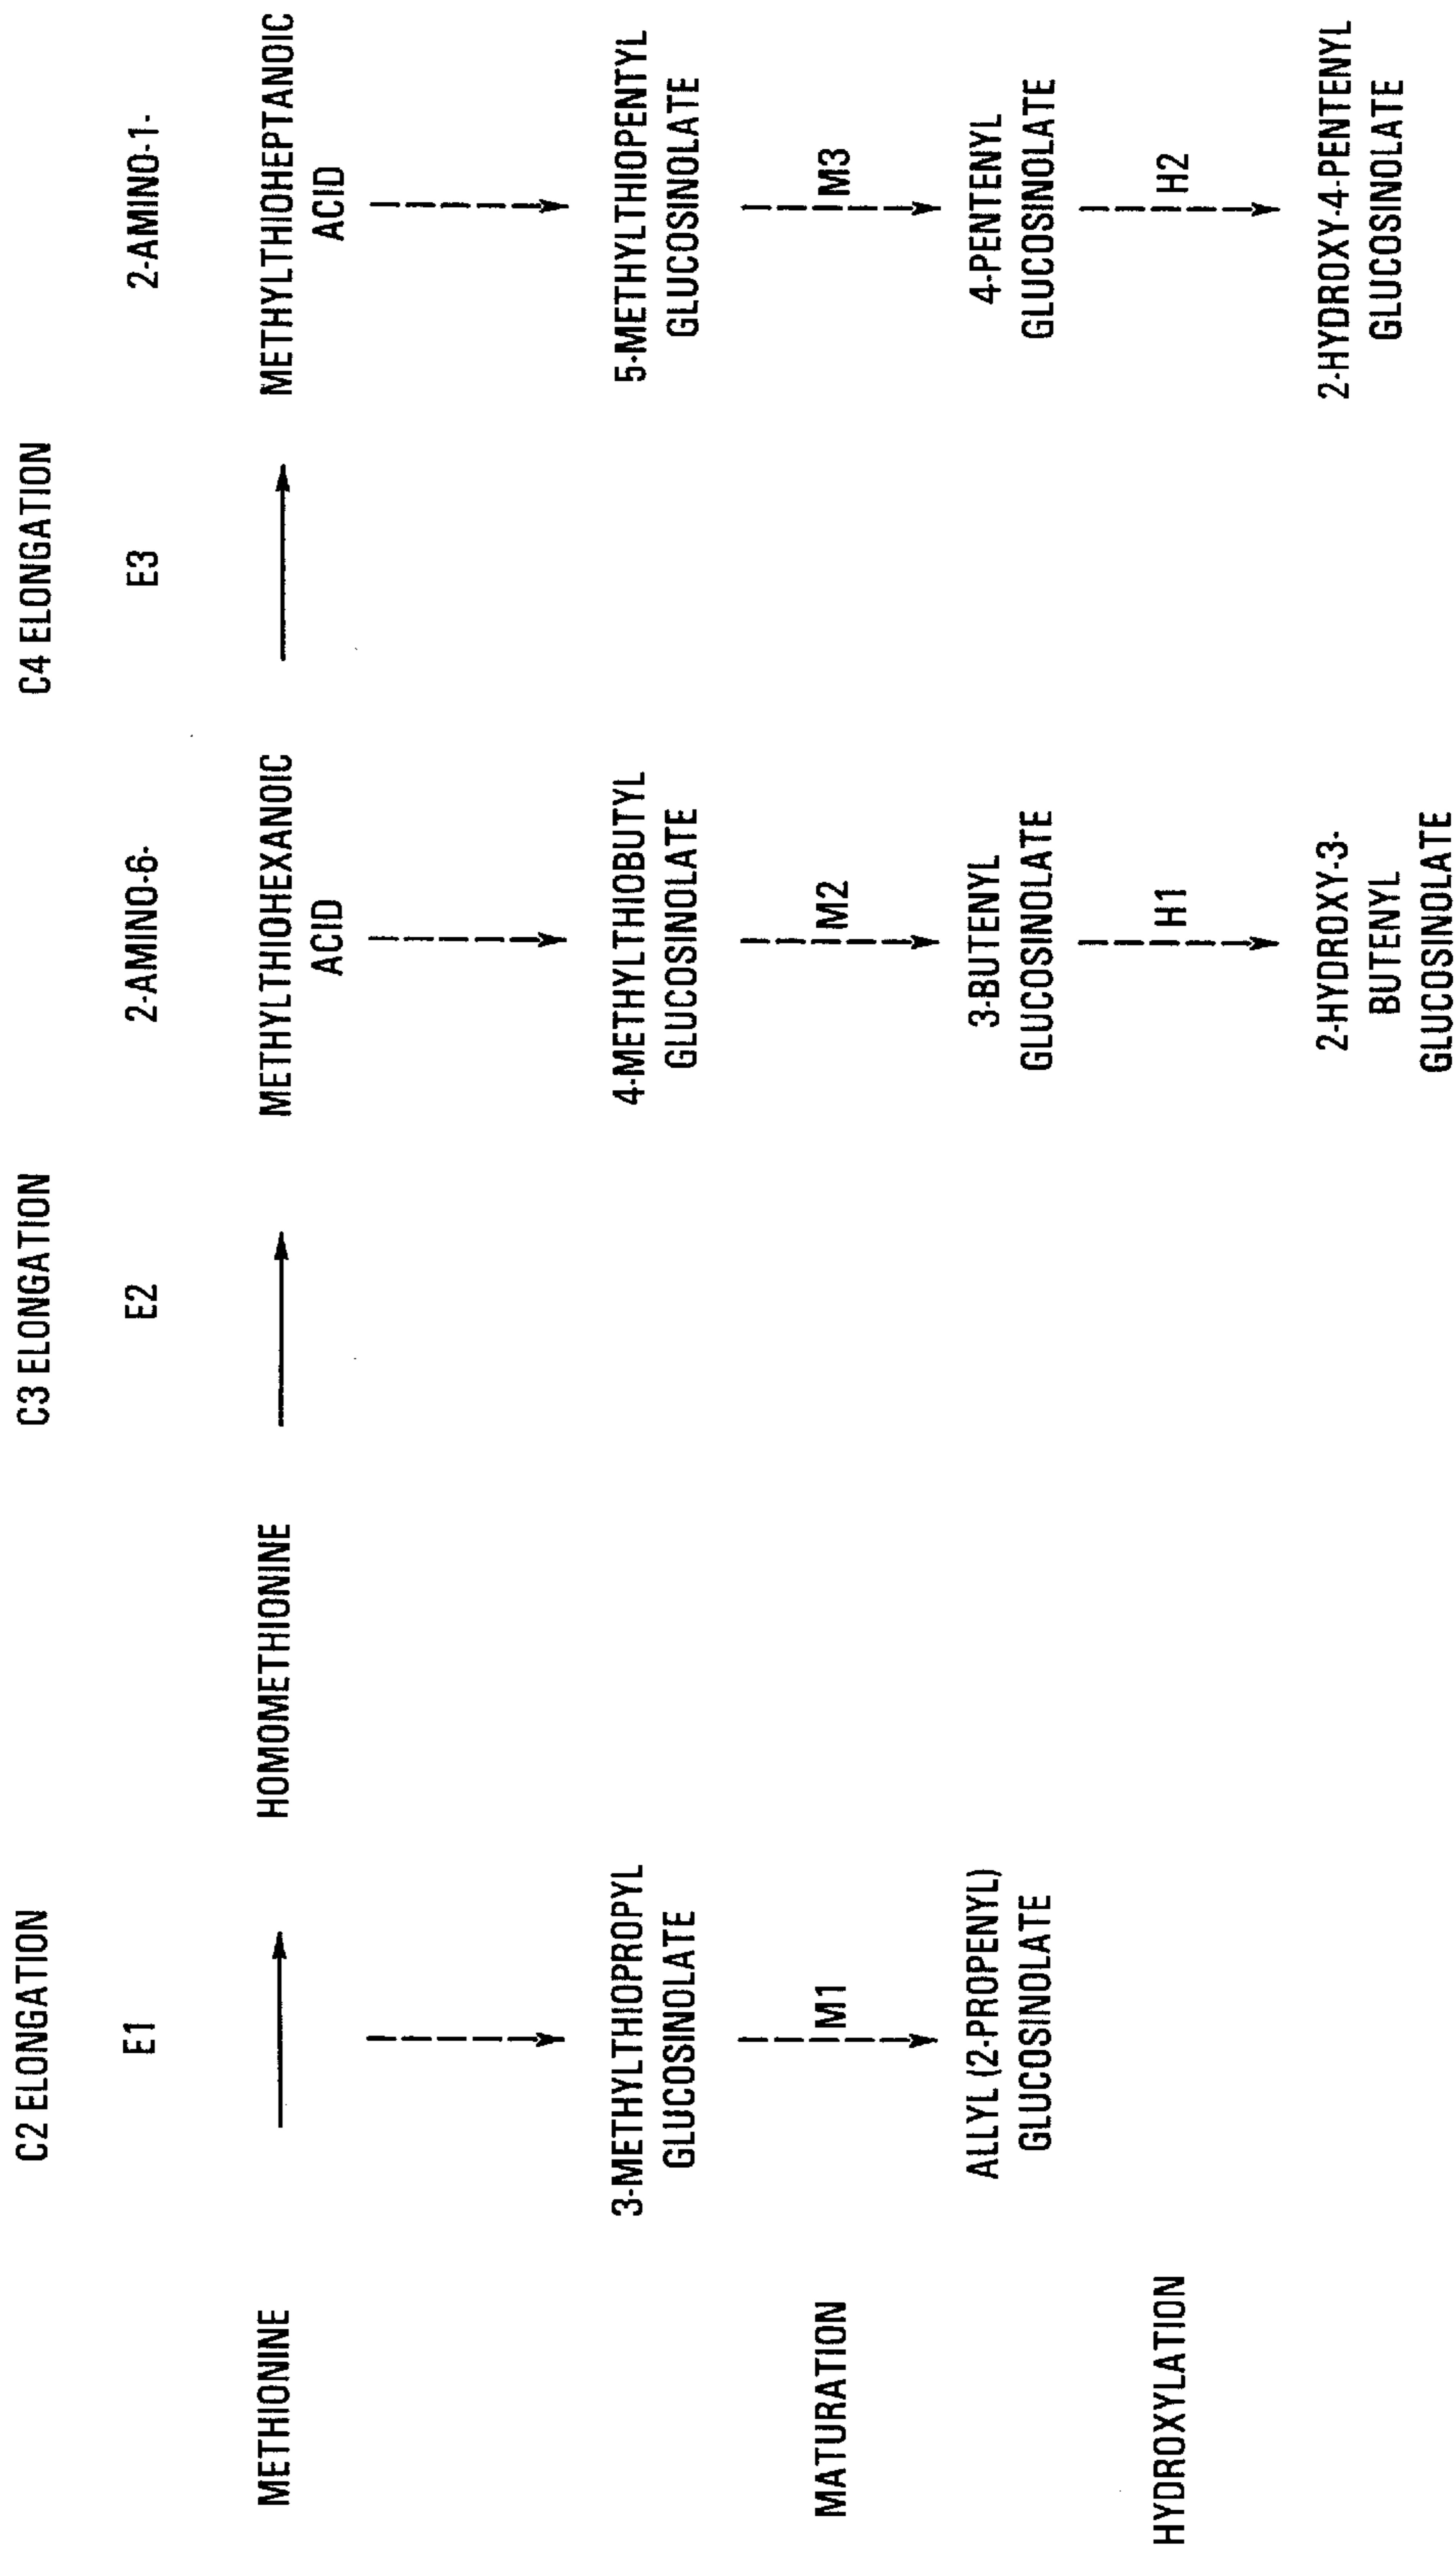 C2 ELONGATION
C3 ELONGATION
C4 ELONGATION
E1
E2
2-AMINO-6-
E3
2-AMINO-1-
METHIONINE
HOMOMETHIONINE
METHYLTHIOHEXANOIC
ACID
METHYLTHIOHEPTANOIC
ACID
3-METHYLTHIOPROPYL
GLUCOSINOLATE
4-METHYLTHIOBUTYL
GLUCOSINOLATE
5-METHYLTHIOPENTYL
GLUCOSINOLATE
MATURATION
M1
M2
M3
ALLYL (2-PROPENYL)
GLUCOSINOLATE
3-BUTENYL
GLUCOSINOLATE
4-PENTENYL
GLUCOSINOLATE
HYDROXYLATION
H1
H2
2-HYDROXY-3-
BUTENYL
GLUCOSINOLATE
2-HYDROXY-4-PENTENYL
GLUCOSINOLATE